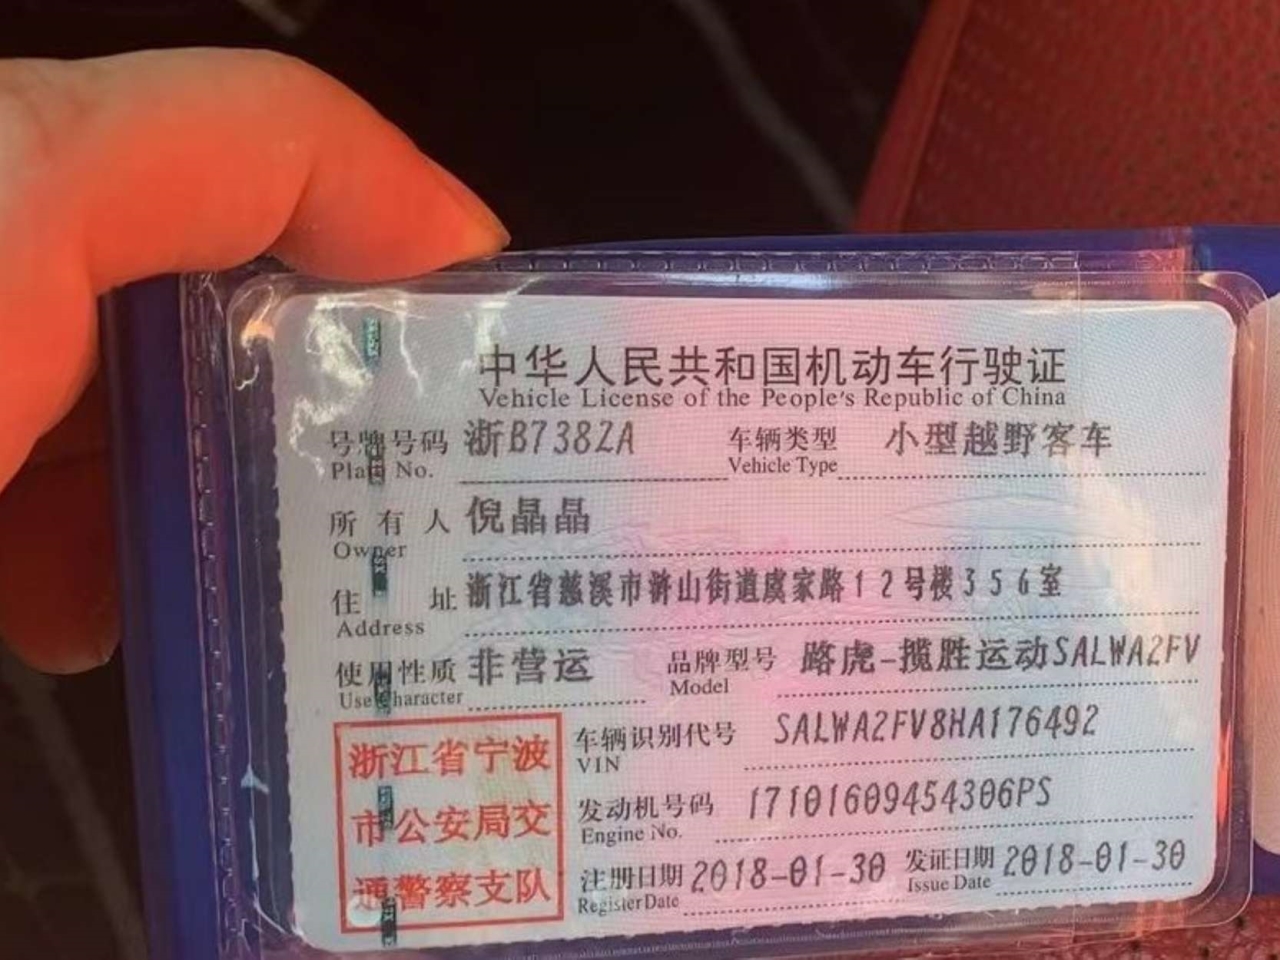 中华人民共和国机动车行驶证
Vehicle License of the People's Republic of China
号牌号码 浙B738ZA 车辆类型 小型越野客车
Plate No. Vehicle Type
所有人 倪晶晶
Owner
住址 浙江省慈溪市浒山街道虞家路12号楼356室
Address
使用性质 非营运 品牌型号 路虎-揽胜运动SALWA2FV
Use Character Model
浙江省宁波
市公安局交
通警察支队
车辆识别代号 SALWA2FV8HA176492
VIN
发动机号码 17101609454306PS
Engine No.
注册日期 2018-01-30 发证日期 2018-01-30
Register Date Issue Date